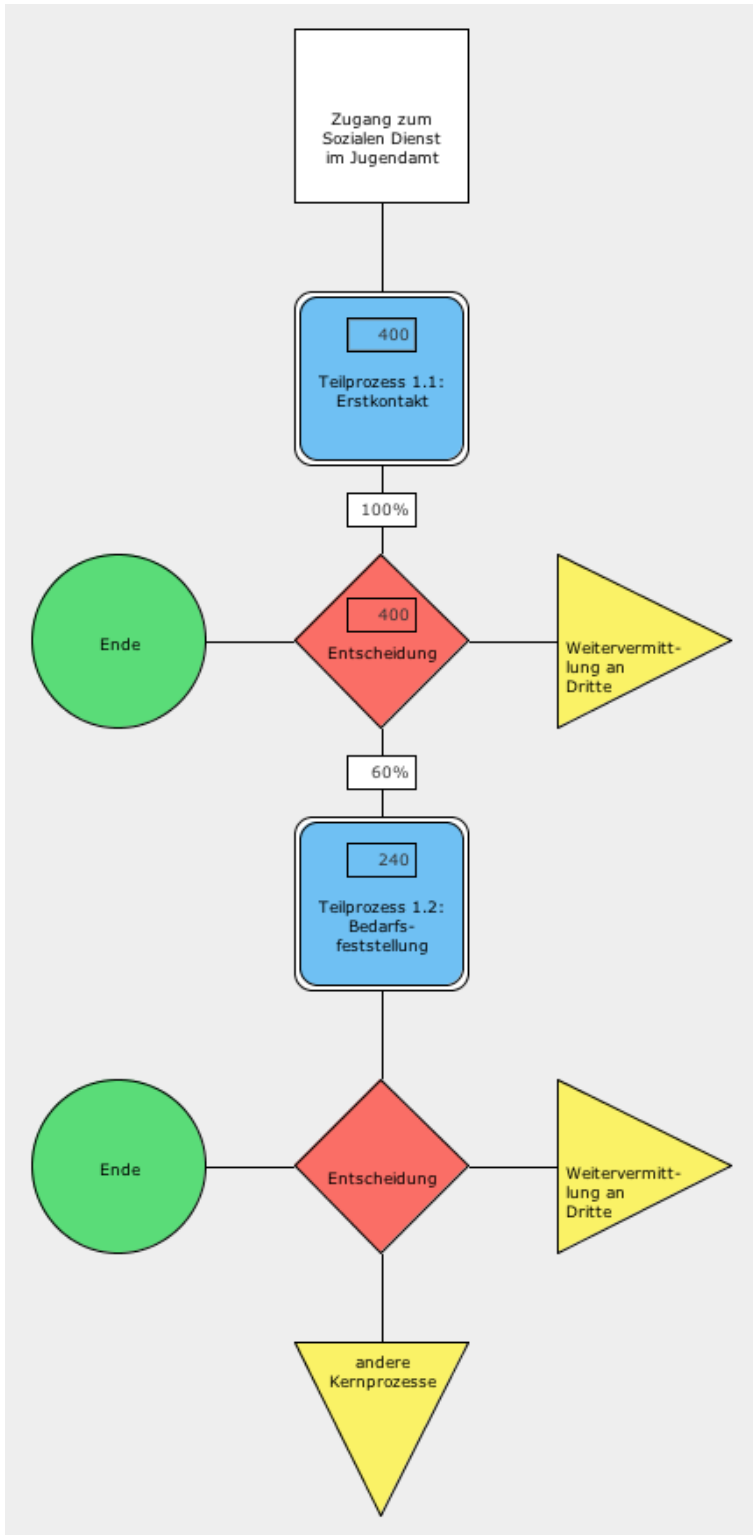 Zugang zum
Sozialen Dienst
im Jugendamt
400
Teilprozess 1.1:
Erstkontakt
100%
Ende
400
Entscheidung
Weitervermitt-
lung an
Dritte
60%
240
Teilprozess 1.2:
Bedarfs-
feststellung
Ende
Entscheidung
Weitervermitt-
lung an
Dritte
andere
Kernprozesse